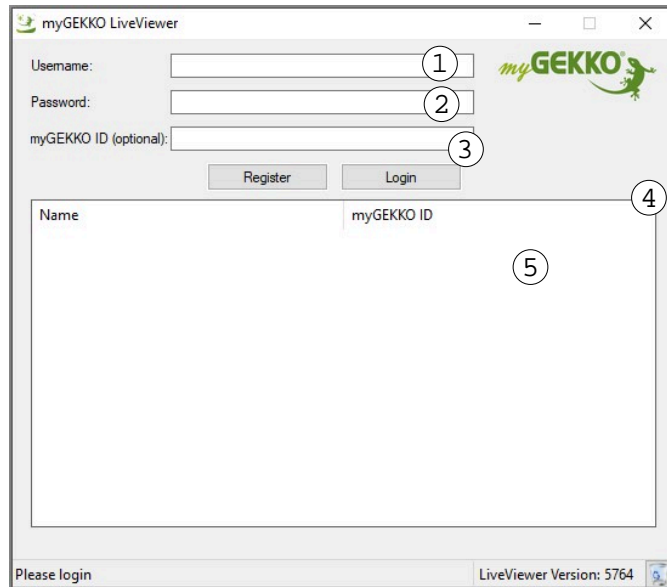 myGEKKO LiveViewer
Username: 1
myGEKKO
Password: 2
myGEKKO ID (optional): 3
Register Login
4
Name myGEKKO ID
5
Please login LiveViewer Version: 5764